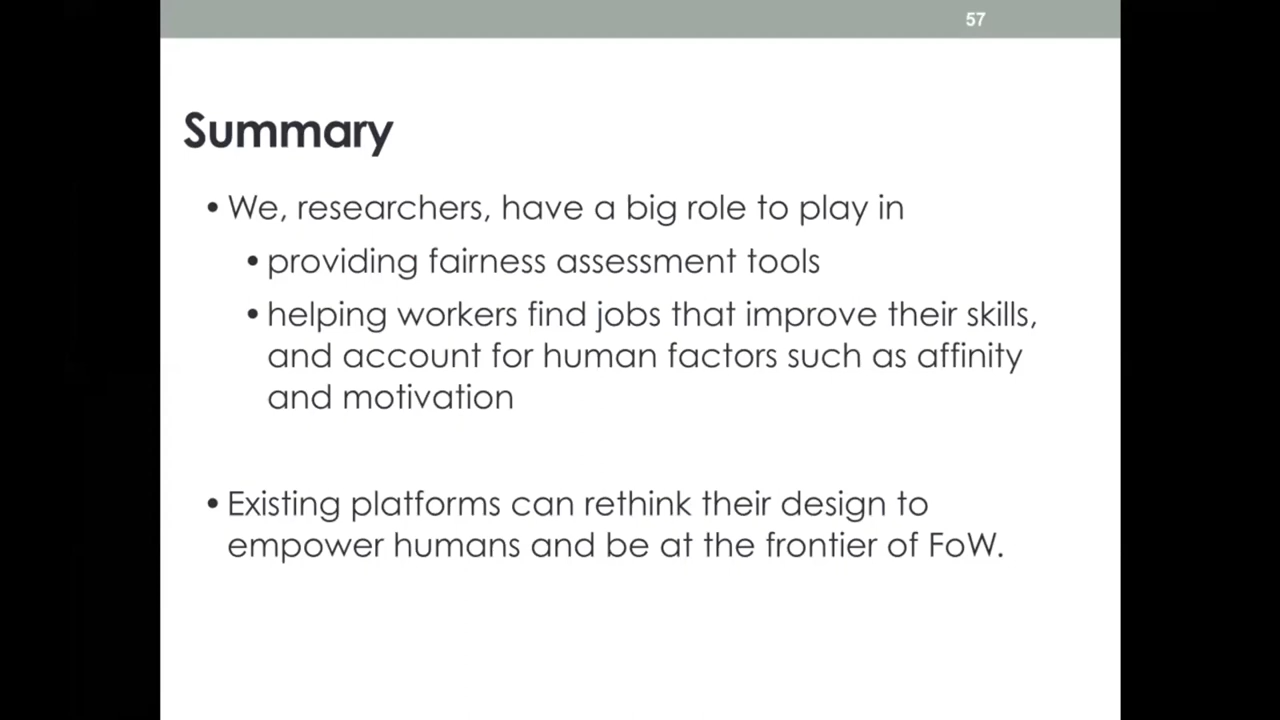 57
Summary
• We, researchers, have a big role to play in
• providing fairness assessment tools
• helping workers find jobs that improve their skills,
and account for human factors such as affinity
and motivation
• Existing platforms can rethink their design to
empower humans and be at the frontier of FoW.